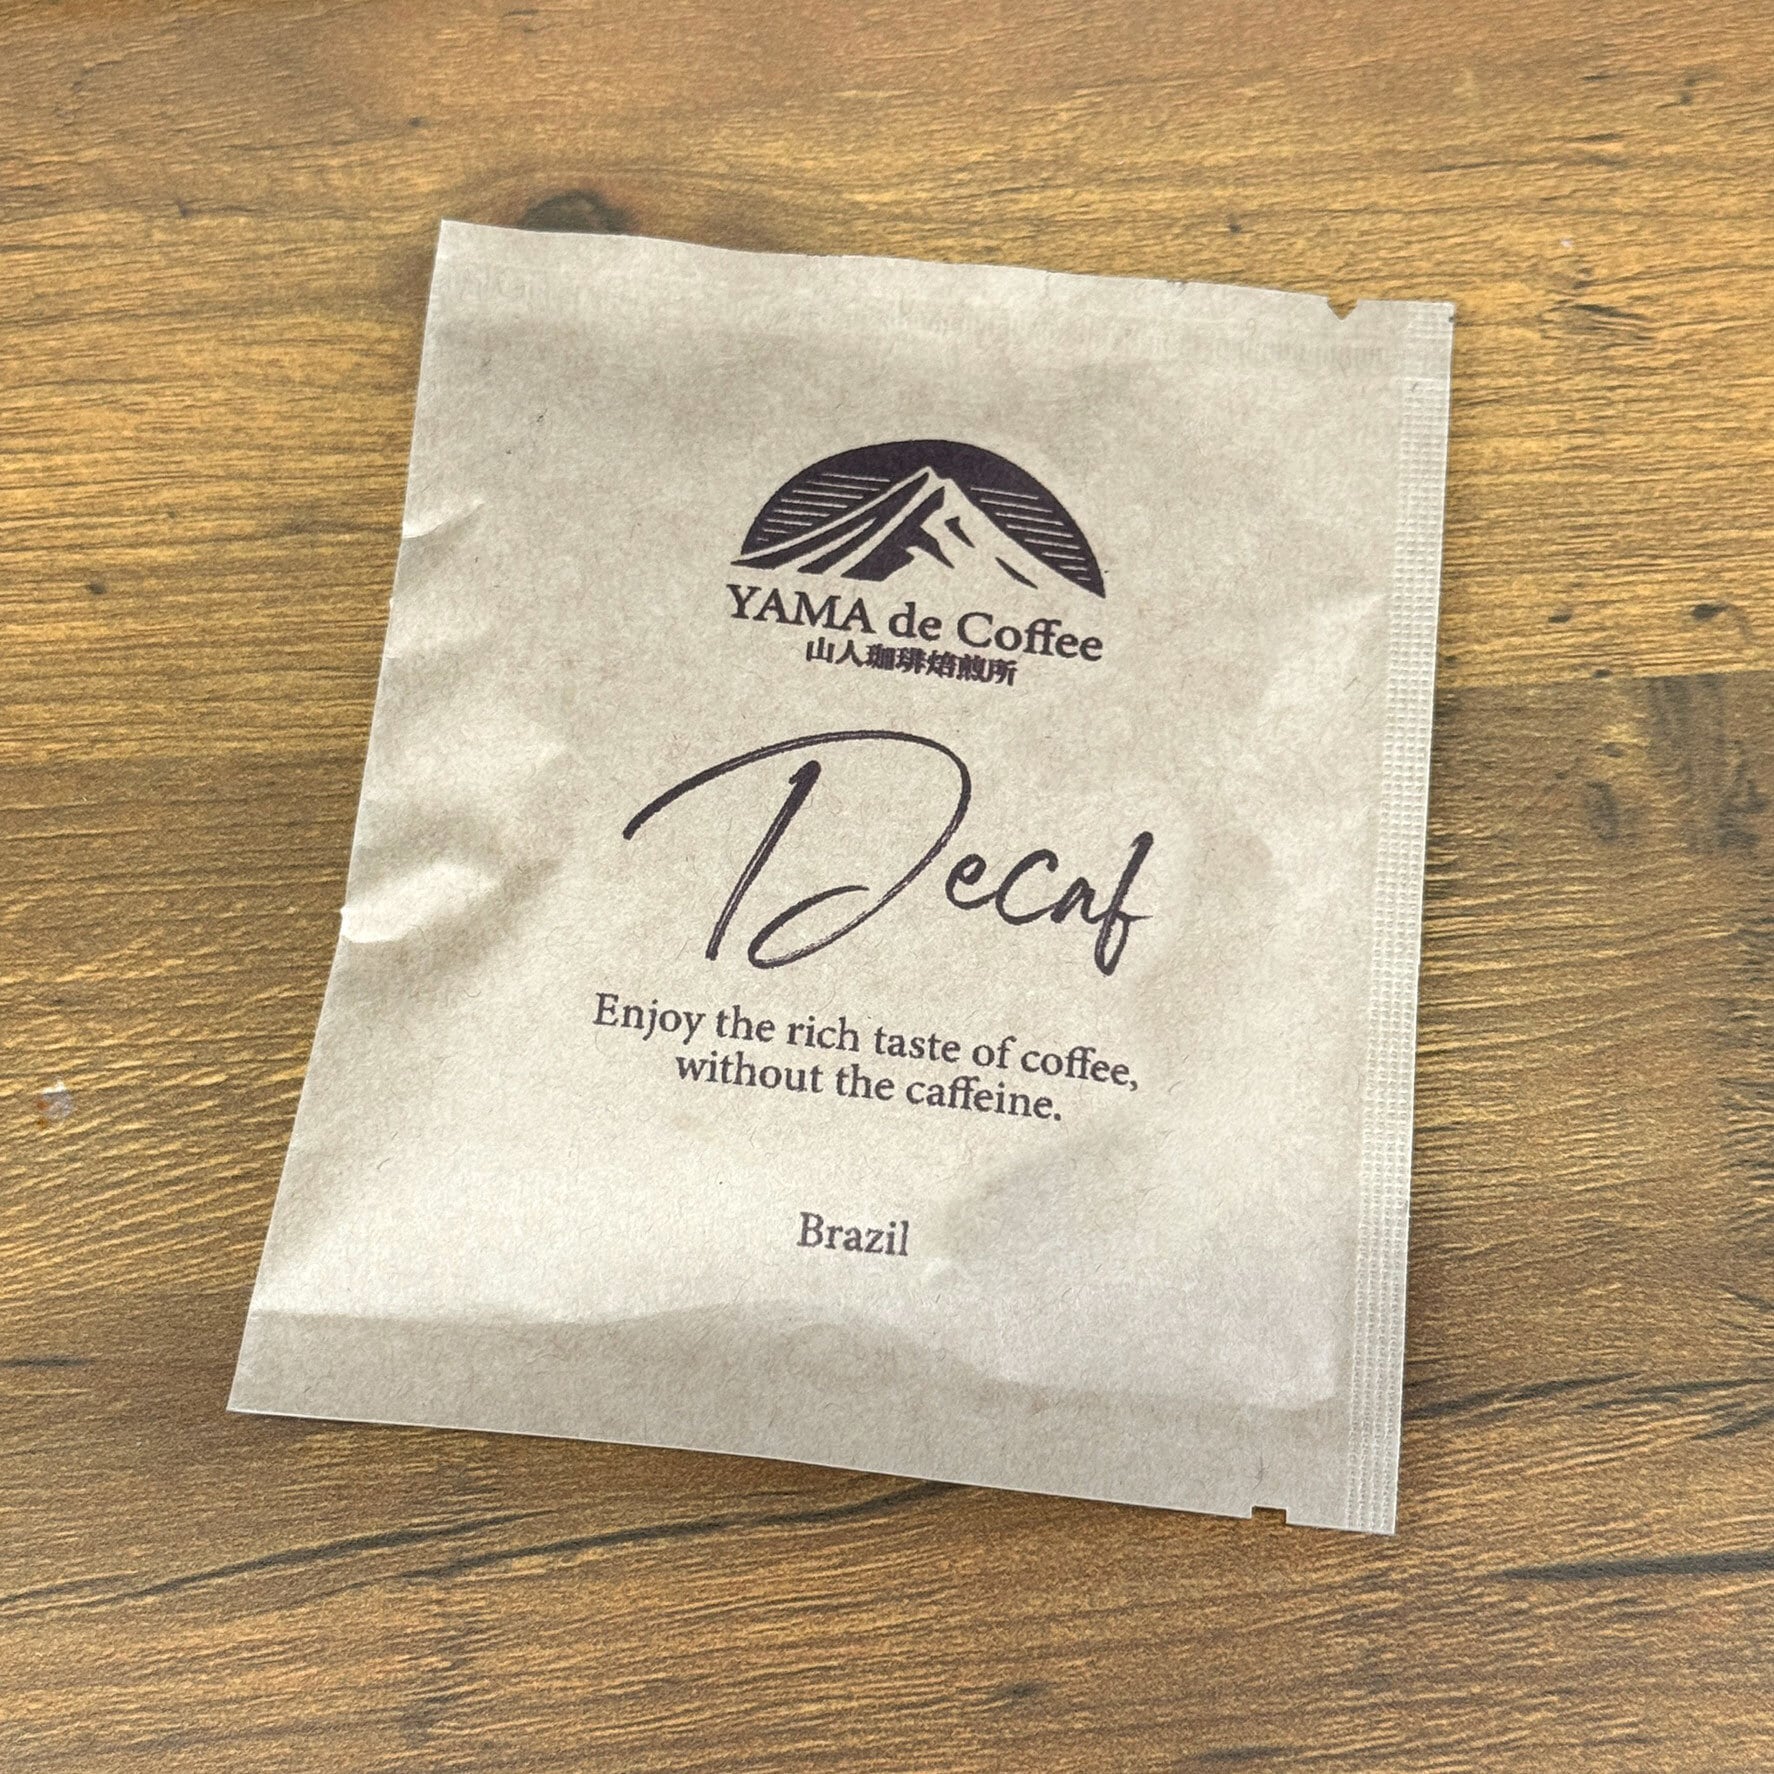 YAMA de Coffee
山人珈琲焙煎所
Decaf
Enjoy the rich taste of coffee,
without the caffeine.
Brazil